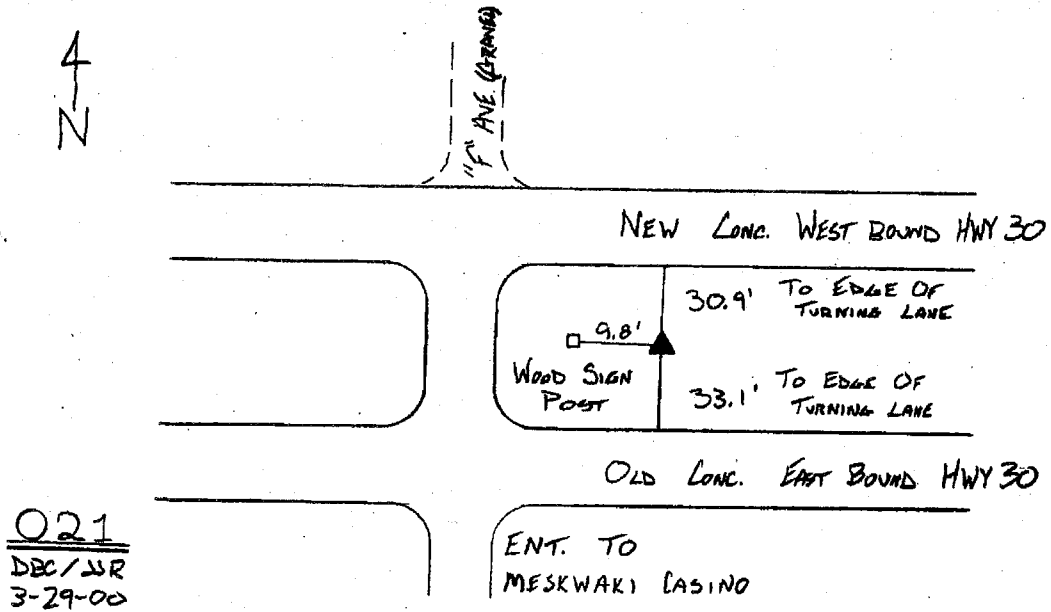 N
"F" AVE. (GRAVEL)
NEW CONC. WEST BOUND HWY 30
30.9' TO EDGE OF
TURNING LANE
9.8'
WOOD SIGN
POST
33.1' TO EDGE OF
TURNING LANE
OLD CONC. EAST BOUND HWY 30
ENT. TO
MESKWAKI CASINO
021
DBC/JJR
3-29-00